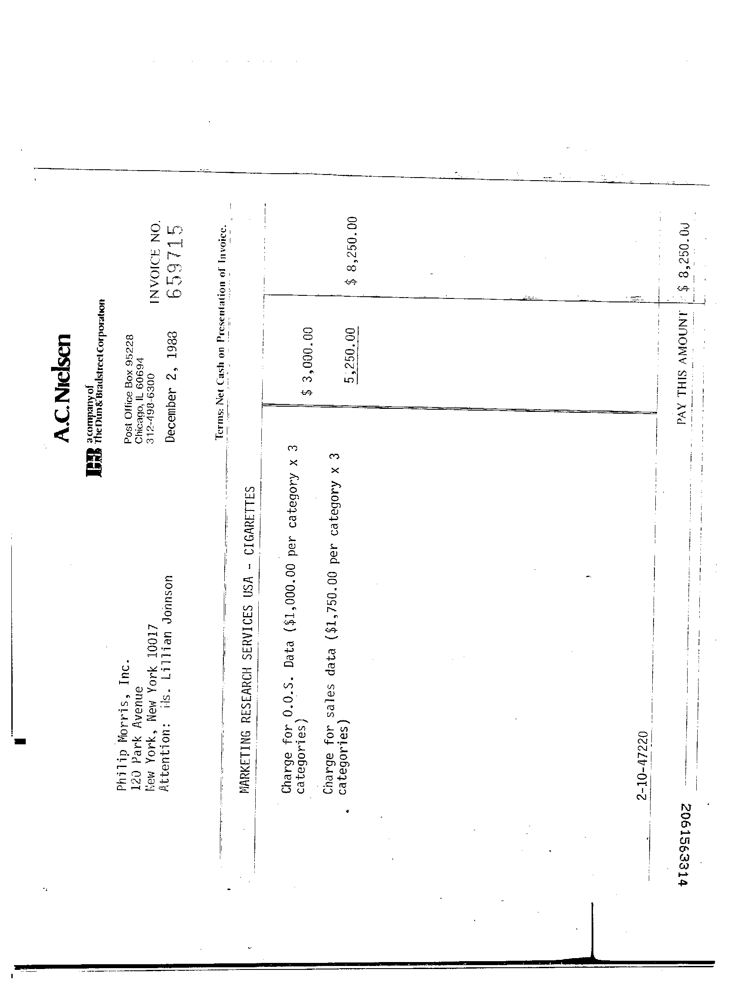 A.C. Nielsen
DB a company of
The Dun & Bradstreet Corporation
Post Office Box 95228
Chicago, IL 60694
312-498-6300
INVOICE NO.
December 2, 1988
659715
Philip Morris, Inc.
120 Park Avenue
New York, New York 10017
Attention: Ms. Lillian Johnson
Terms: Net Cash on Presentation of Invoice.
MARKETING RESEARCH SERVICES USA - CIGARETTES
Charge for O.O.S. Data ($1,000.00 per category x 3
categories) $ 3,000.00
Charge for sales data ($1,750.00 per category x 3
categories) 5,250.00 $ 8,250.00
2-10-47220
PAY THIS AMOUNT $ 8,250.00
2061563314